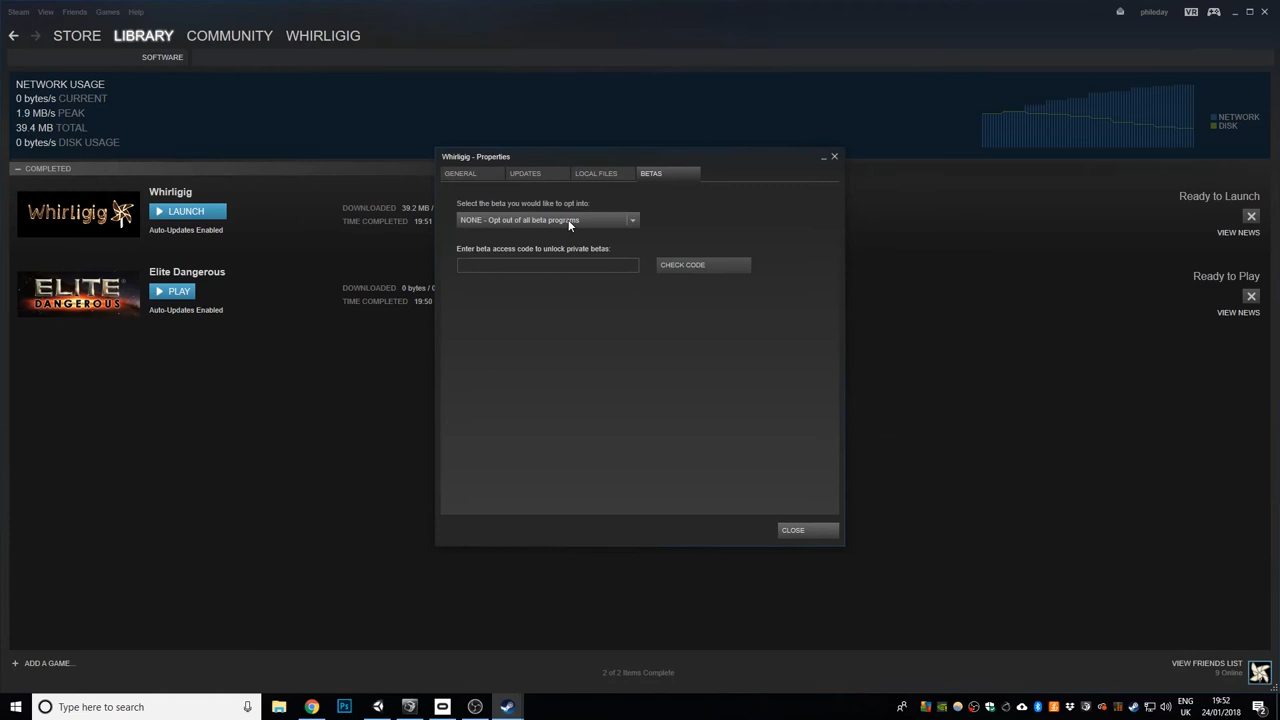 Steam View Friends Games Help
phileday VR
STORE LIBRARY COMMUNITY WHIRLIGIG
SOFTWARE
NETWORK USAGE
0 bytes/s CURRENT
1.9 MB/s PEAK
39.4 MB TOTAL
0 bytes/s DISK USAGE
NETWORK
DISK
COMPLETED
Whirligig - Properties
GENERAL UPDATES LOCAL FILES BETAS
Select the beta you would like to opt into:
NONE - Opt out of all beta programs
Enter beta access code to unlock private betas:
CHECK CODE
CLOSE
Whirligig
Whirligig
LAUNCH
Auto-Updates Enabled
DOWNLOADED 39.2 MB /
TIME COMPLETED 19:51
Ready to Launch
VIEW NEWS
ELITE DANGEROUS
Elite Dangerous
PLAY
Auto-Updates Enabled
DOWNLOADED 0 bytes / 0
TIME COMPLETED 19:50
Ready to Play
VIEW NEWS
+ ADD A GAME...
2 of 2 Items Complete
VIEW FRIENDS LIST
9 Online
Type here to search
Ps
ENG
UK
19:52
24/01/2018
2